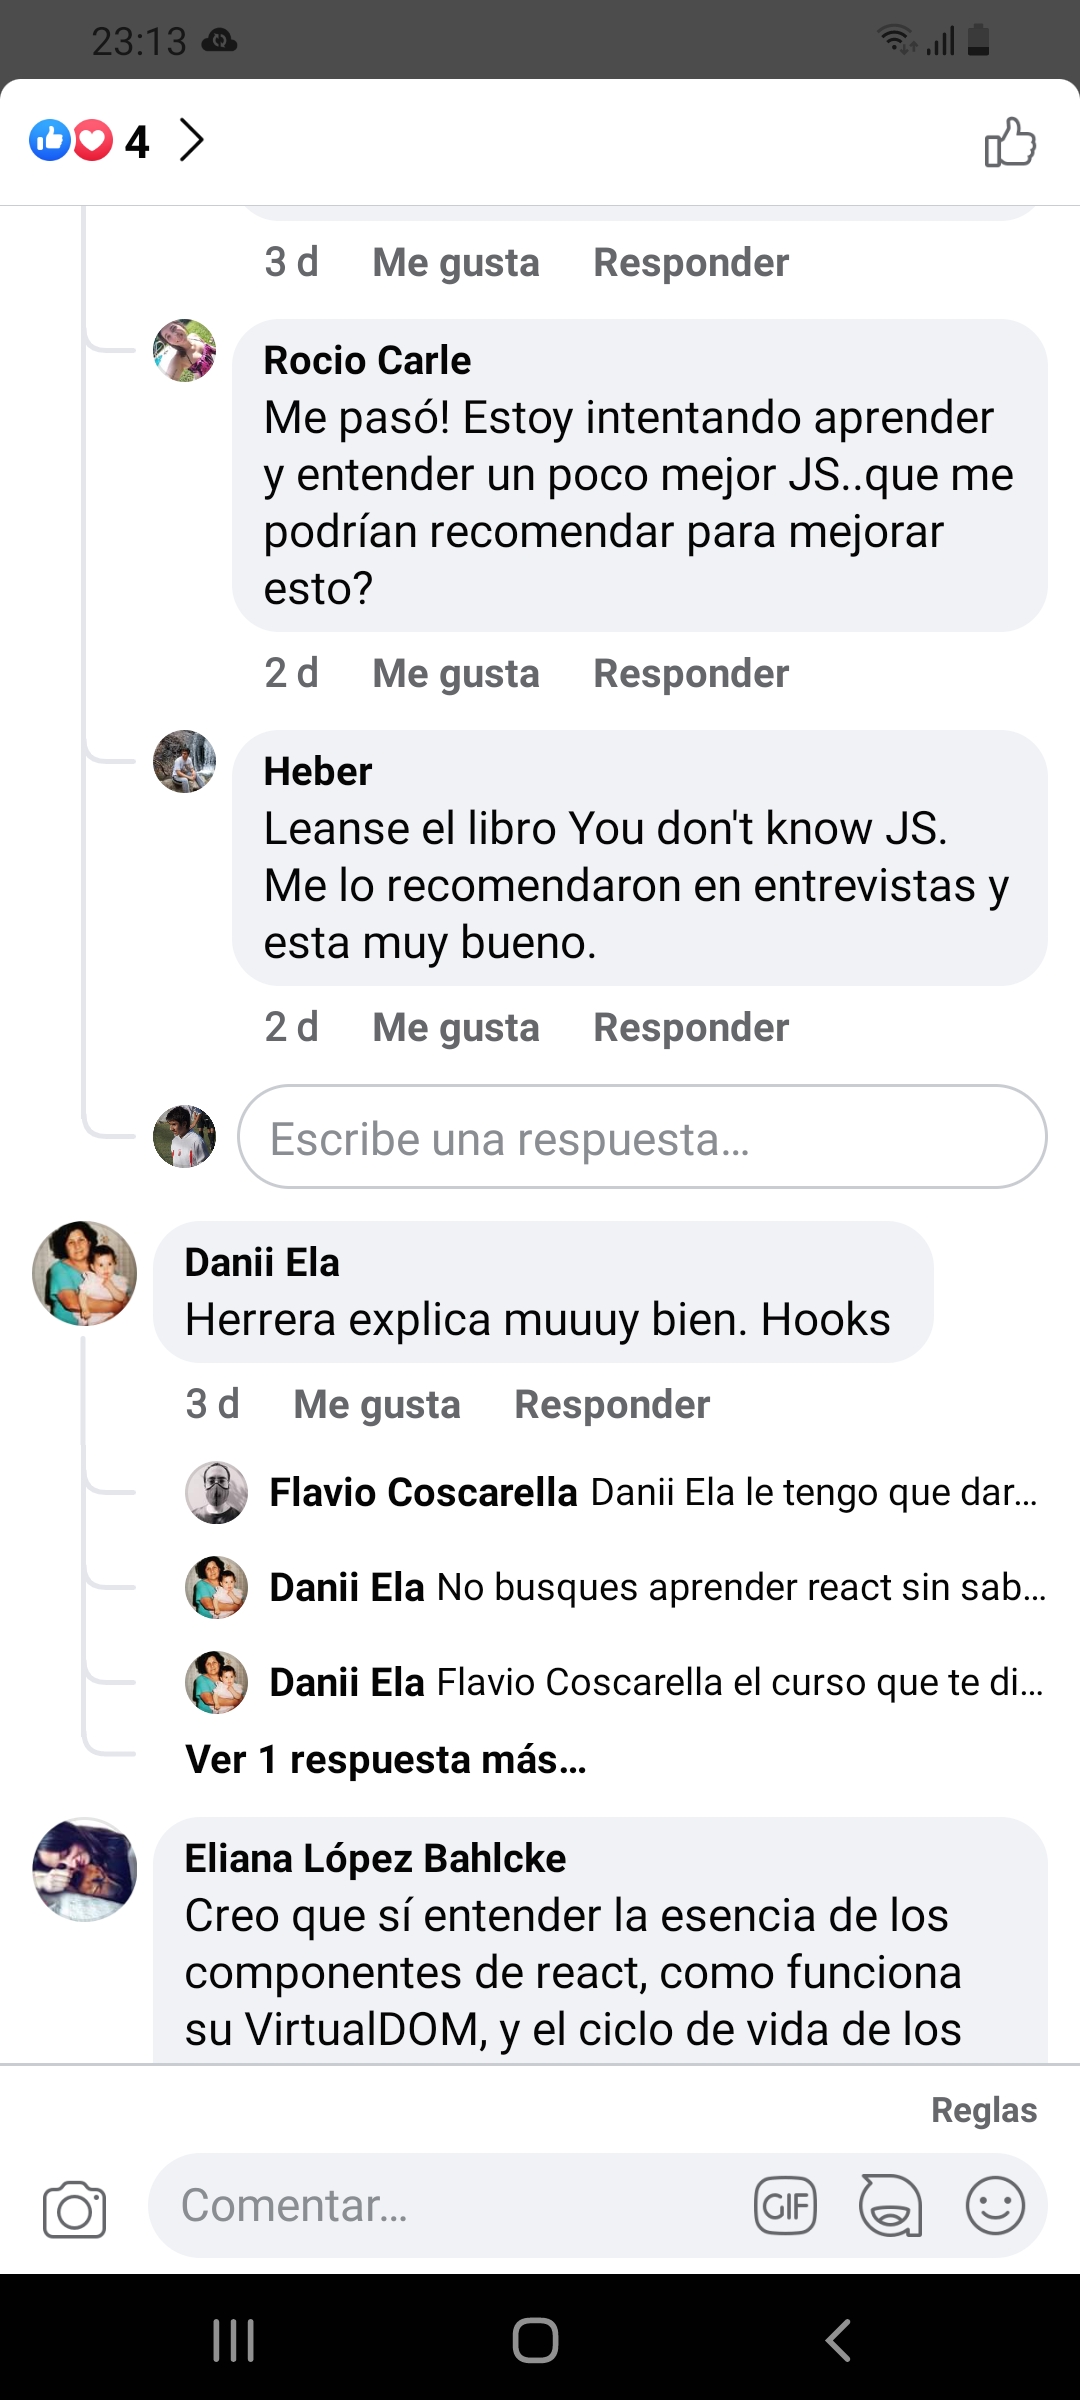 23:13
4
3 d Me gusta Responder
Rocio Carle
Me pasó! Estoy intentando aprender
y entender un poco mejor JS..que me
podrían recomendar para mejorar
esto?
2 d Me gusta Responder
Heber
Leanse el libro You don't know JS.
Me lo recomendaron en entrevistas y
esta muy bueno.
2 d Me gusta Responder
Escribe una respuesta...
Danii Ela
Herrera explica muuuy bien. Hooks
3 d Me gusta Responder
Flavio Coscarella Danii Ela le tengo que dar...
Danii Ela No busques aprender react sin sab...
Danii Ela Flavio Coscarella el curso que te di...
Ver 1 respuesta más...
Eliana López Bahlcke
Creo que sí entender la esencia de los
componentes de react, como funciona
su VirtualDOM, y el ciclo de vida de los
Reglas
Comentar... GIF